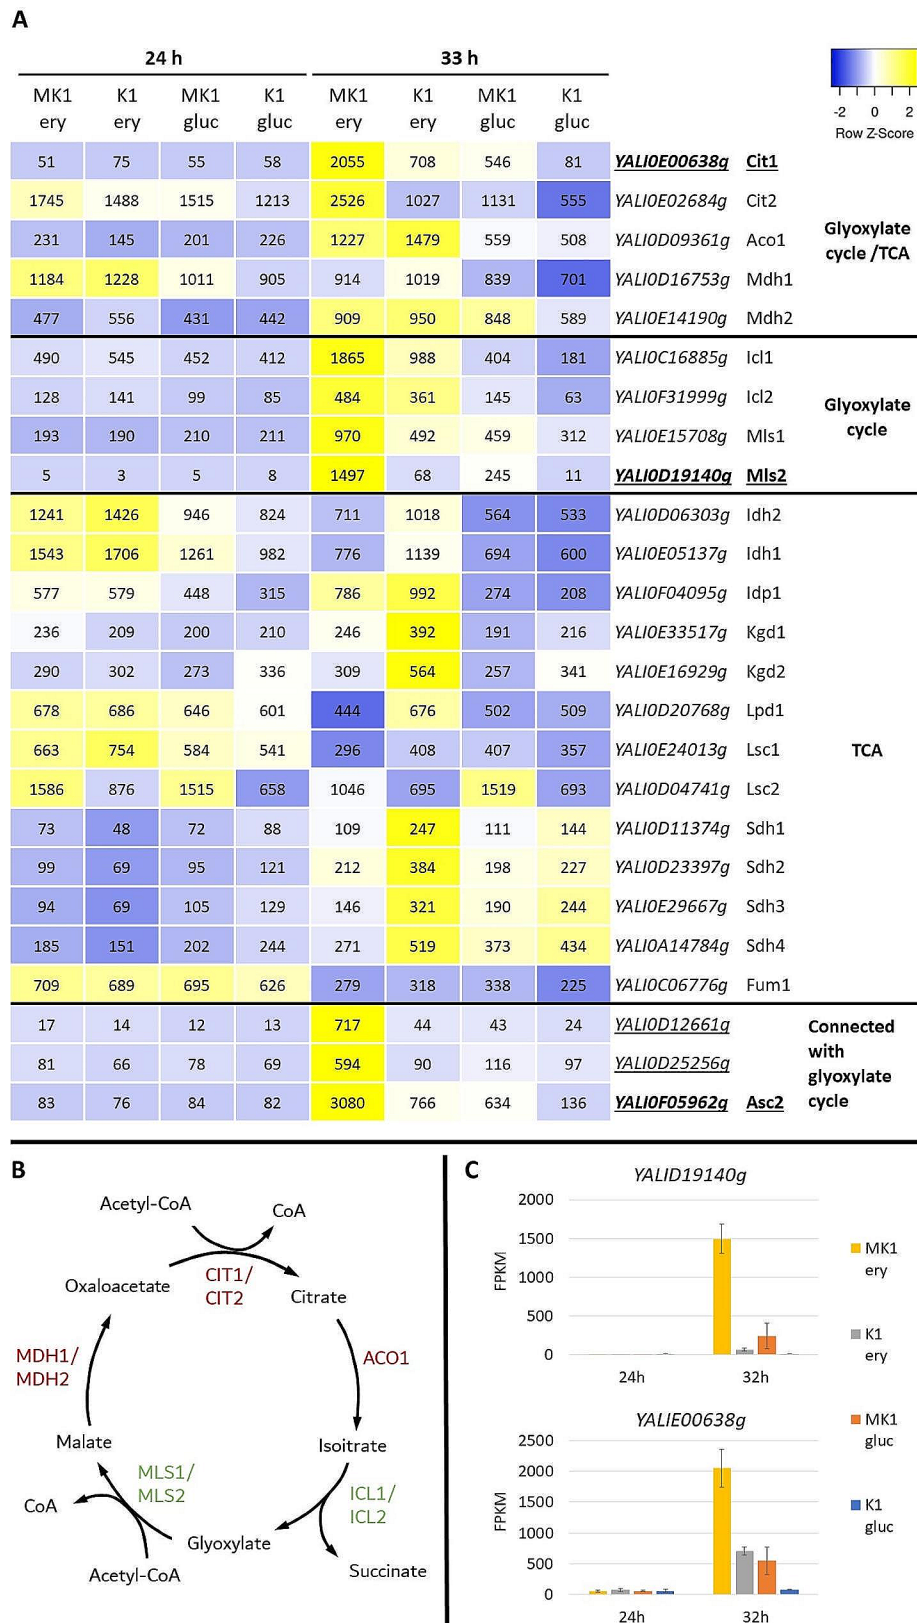 A
24 h 33 h
MK1 K1 MK1 K1 MK1 K1 MK1 K1
ery ery gluc gluc ery ery gluc gluc
-2 0 2
Row Z-Score
51 75 55 58 2055 708 546 81 YALI0E00638g Cit1
1745 1488 1515 1213 2526 1027 1131 555 YALI0E02684g Cit2
231 145 201 226 1227 1479 559 508 YALI0D09361g Aco1
1184 1228 1011 905 914 1019 839 701 YALI0D16753g Mdh1
477 556 431 442 909 950 848 589 YALI0E14190g Mdh2
Glyoxylate
cycle /TCA
490 545 452 412 1865 988 404 181 YALI0C16885g Icl1
128 141 99 85 484 361 145 63 YALI0F31999g Icl2
193 190 210 211 970 492 459 312 YALI0E15708g Mls1
5 3 5 8 1497 68 245 11 YALI0D19140g Mls2
Glyoxylate
cycle
1241 1426 946 824 711 1018 564 533 YALI0D06303g Idh2
1543 1706 1261 982 776 1139 694 600 YALI0E05137g Idh1
577 579 448 315 786 992 274 208 YALI0F04095g Idp1
236 209 200 210 246 392 191 216 YALI0E33517g Kgd1
290 302 273 336 309 564 257 341 YALI0E16929g Kgd2
678 686 646 601 444 676 502 509 YALI0D20768g Lpd1
663 754 584 541 296 408 407 357 YALI0E24013g Lsc1
1586 876 1515 658 1046 695 1519 693 YALI0D04741g Lsc2
73 48 72 88 109 247 111 144 YALI0D11374g Sdh1
99 69 95 121 212 384 198 227 YALI0D23397g Sdh2
94 69 105 129 146 321 190 244 YALI0E29667g Sdh3
185 151 202 244 271 519 373 434 YALI0A14784g Sdh4
709 689 695 626 279 318 338 225 YALI0C06776g Fum1
TCA
17 14 12 13 717 44 43 24 YALI0D12661g
81 66 78 69 594 90 116 97 YALI0D25256g
83 76 84 82 3080 766 634 136 YALI0F05962g Asc2
Connected
with
glyoxylate
cycle
B
Acetyl-CoA
CoA
Oxaloacetate
CIT1/
CIT2
Citrate
MDH1/
MDH2
ACO1
Malate
Isoitrate
MLS1/
MLS2
ICL1/
ICL2
CoA
Glyoxylate
Acetyl-CoA
Succinate
C
YALID19140g
2000
1500
1000
500
0
FPKM
24h 32h
YALIE00638g
2500
2000
1500
1000
500
0
FPKM
24h 32h
MK1
ery
K1
ery
MK1
gluc
K1
gluc